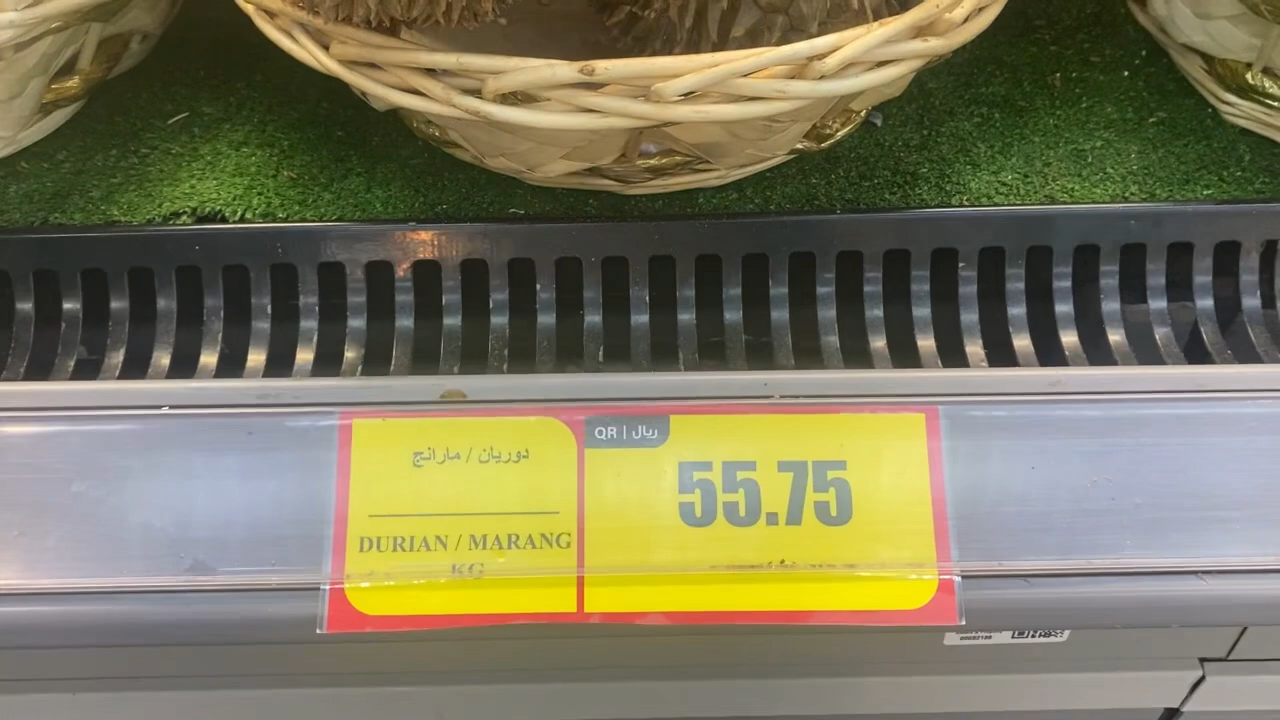 دوريان / مارانج
DURIAN / MARANG
KG
QR | ريال
55.75